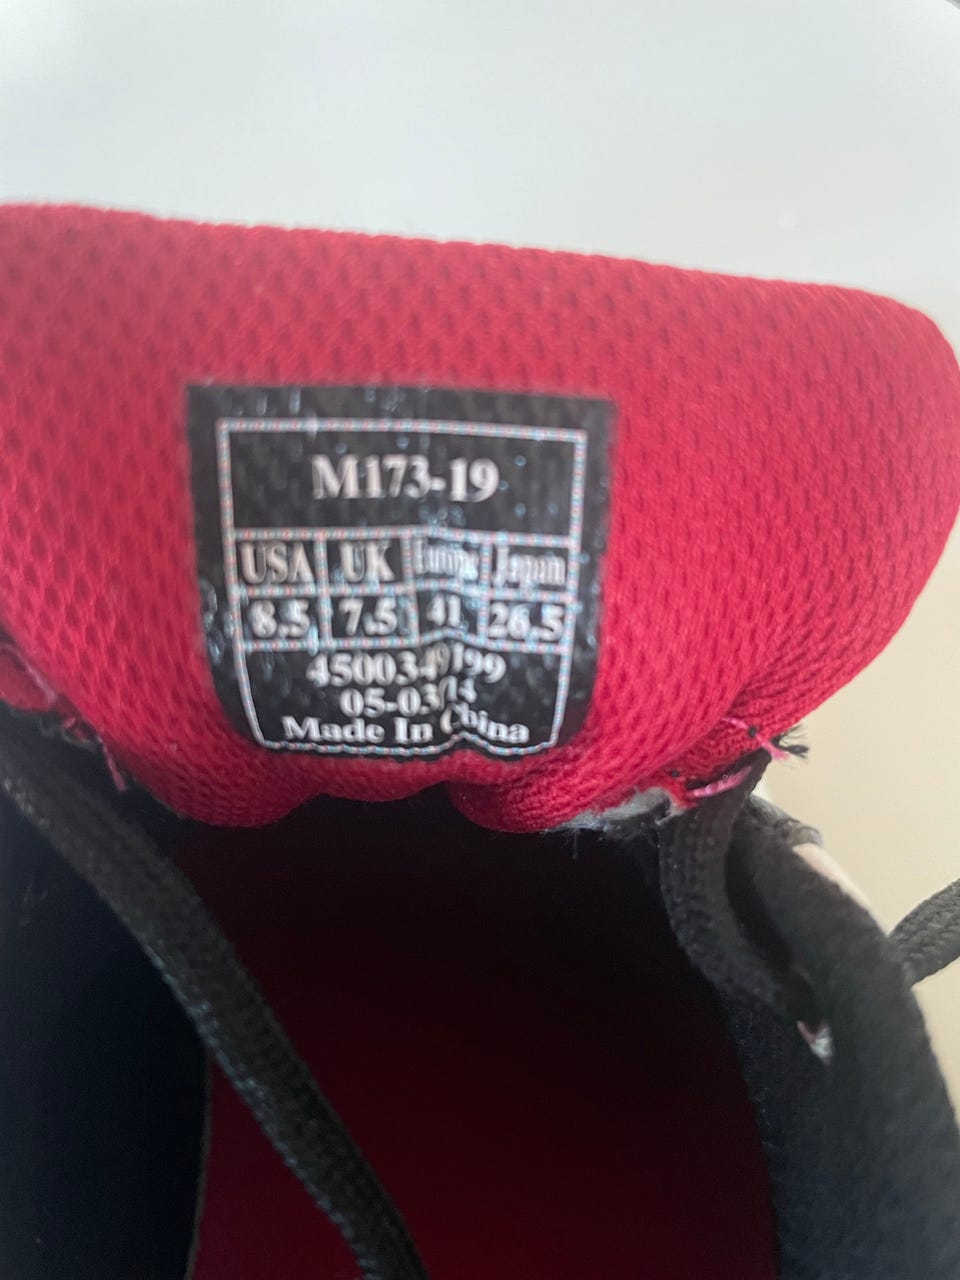 M173-19
USA UK Europe Japan
8.5 7.5 41 26.5
4500349199
05-03/14
Made In China